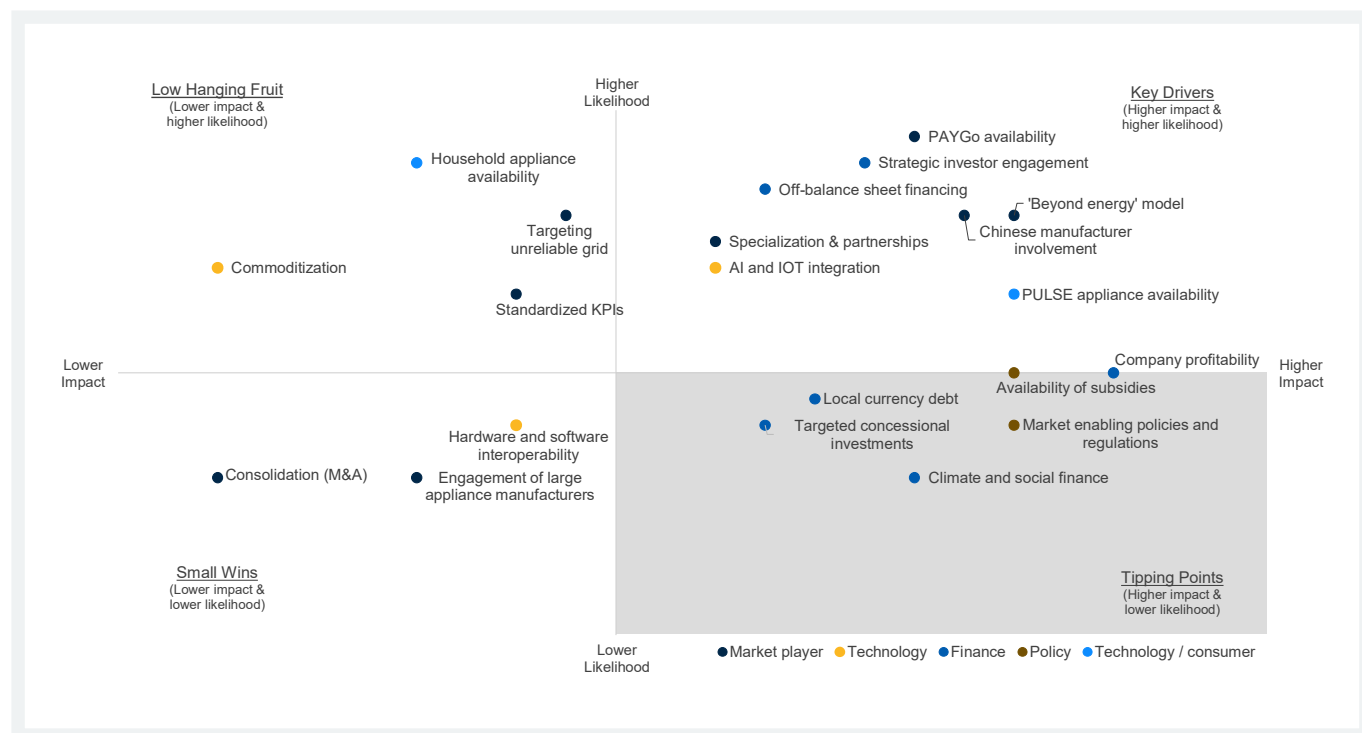 Low Hanging Fruit
(Lower impact &
higher likelihood)
Higher
Likelihood
Key Drivers
(Higher impact &
higher likelihood)
PAYGo availability
Household appliance
availability
Strategic investor engagement
Off-balance sheet financing
'Beyond energy' model
Targeting
unreliable grid
Chinese manufacturer
involvement
Specialization & partnerships
Commoditization
AI and IOT integration
PULSE appliance availability
Standardized KPIs
Lower
Impact
Company profitability
Higher
Impact
Availability of subsidies
Local currency debt
Targeted concessional
investments
Market enabling policies and
regulations
Hardware and software
interoperability
Consolidation (M&A)
Engagement of large
appliance manufacturers
Climate and social finance
Small Wins
(Lower impact &
lower likelihood)
Tipping Points
(Higher impact &
lower likelihood)
Lower
Likelihood
Market player
Technology
Finance
Policy
Technology / consumer